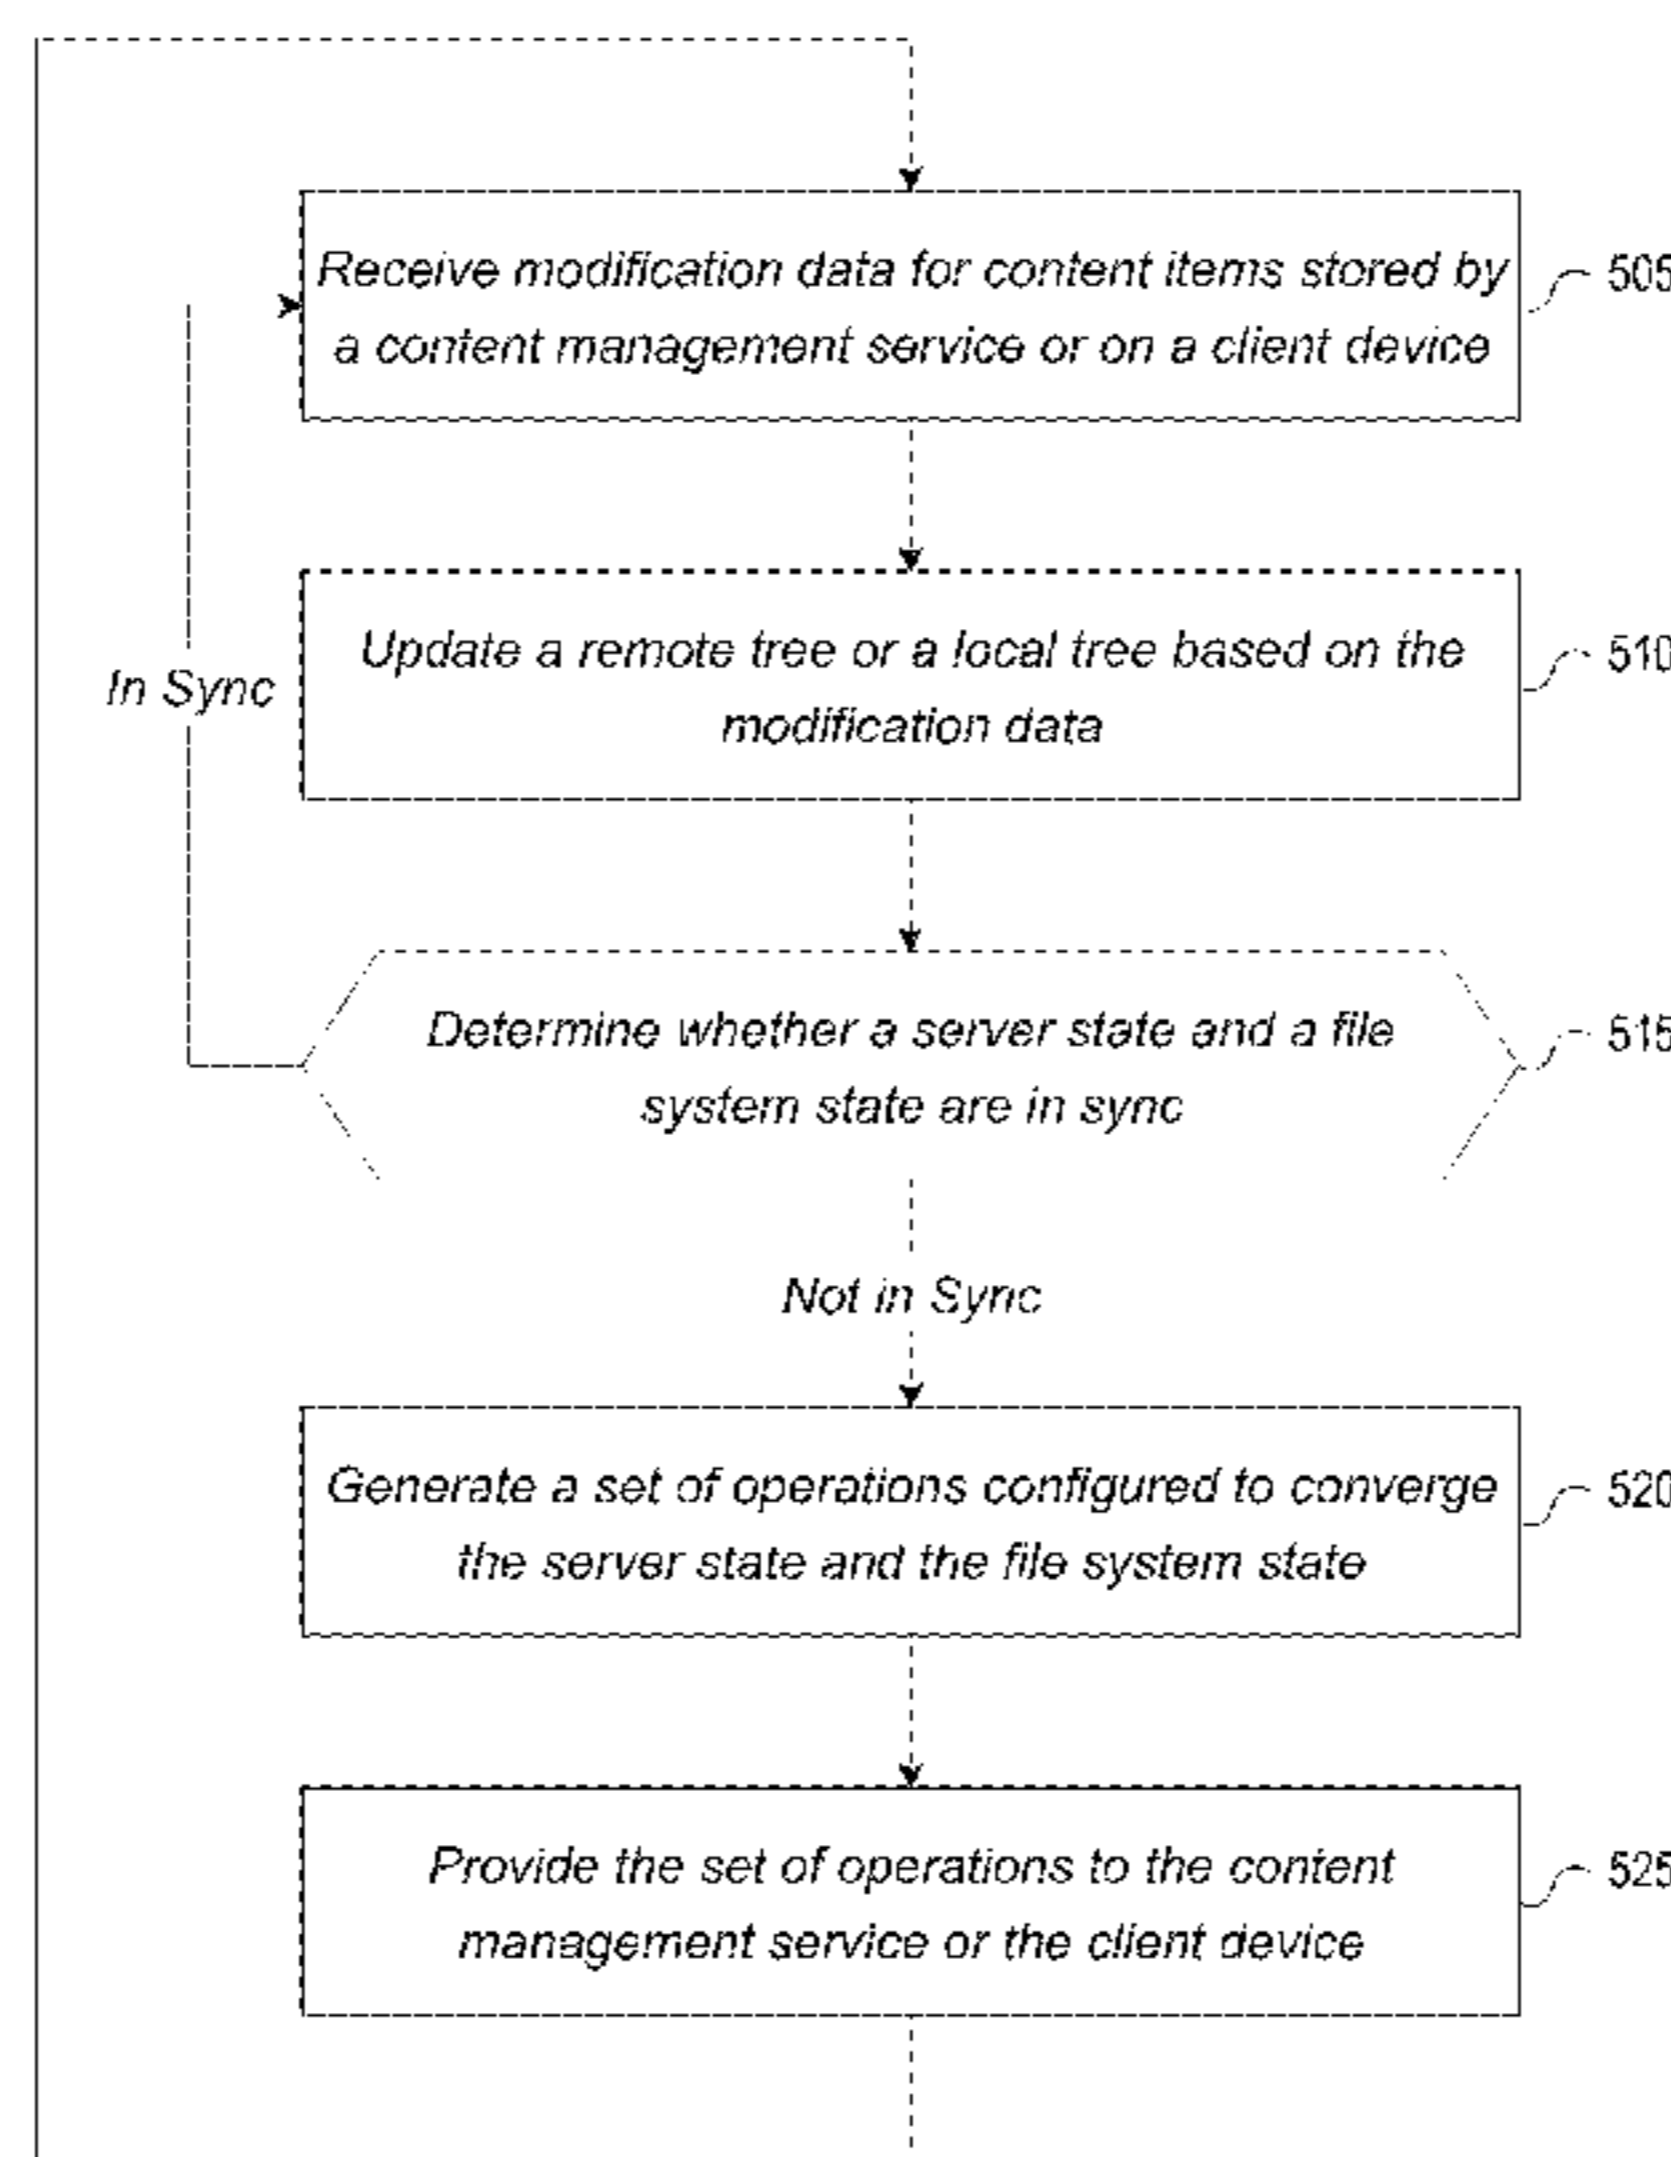 Receive modification data for content items stored by
a content management service or on a client device
505
Update a remote tree or a local tree based on the
modification data
510
In Sync
Determine whether a server state and a file
system state are in sync
515
Not in Sync
Generate a set of operations configured to converge
the server state and the file system state
520
Provide the set of operations to the content
management service or the client device
525